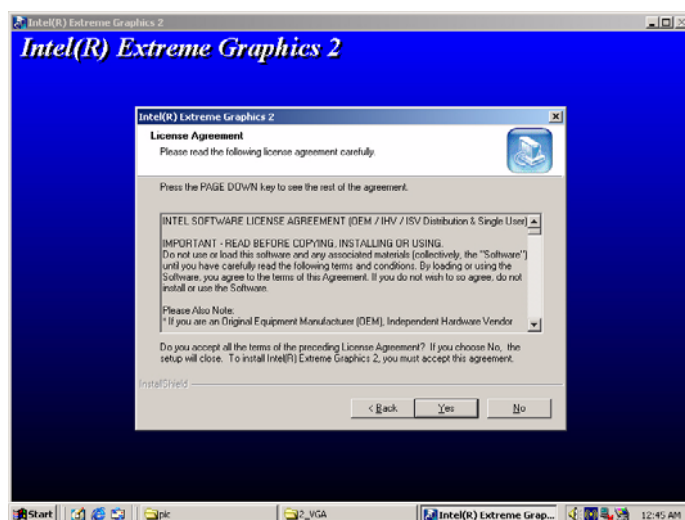 Intel(R) Extreme Graphics 2
Intel(R) Extreme Graphics 2
Intel(R) Extreme Graphics 2
License Agreement
Please read the following license agreement carefully.
Press the PAGE DOWN key to see the rest of the agreement.
INTEL SOFTWARE LICENSE AGREEMENT (OEM / IHV / ISV Distribution & Single User)
IMPORTANT - READ BEFORE COPYING, INSTALLING OR USING.
Do not use or load this software and any associated materials (collectively, the "Software")
until you have carefully read the following terms and conditions. By loading or using the
Software, you agree to the terms of this Agreement. If you do not wish to so agree, do not
install or use the Software.
Please Also Note:
* If you are an Original Equipment Manufacturer (OEM), Independent Hardware Vendor
Do you accept all the terms of the preceding License Agreement? If you choose No, the
setup will close. To install Intel(R) Extreme Graphics 2, you must accept this agreement.
InstallShield
< Back
Yes
No
Start
pic
2_VGA
Intel(R) Extreme Grap...
12:45 AM